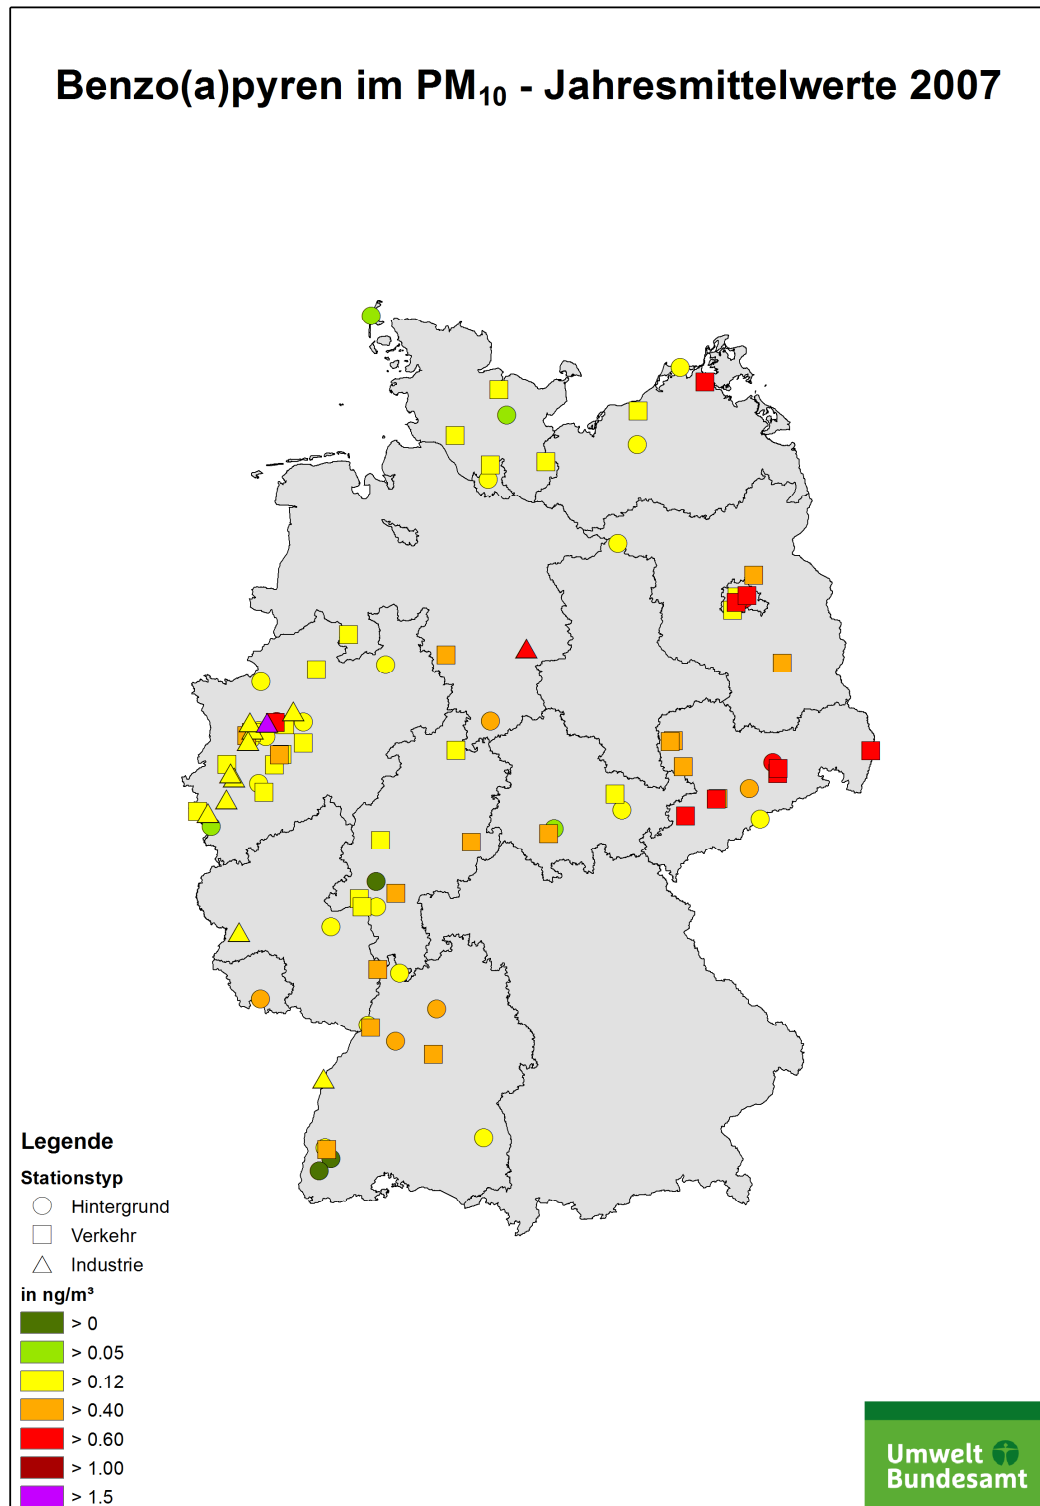 Benzo(a)pyren im PM₁₀ - Jahresmittelwerte 2007
Legende
Stationstyp
Hintergrund
Verkehr
Industrie
in ng/m³
> 0
> 0.05
> 0.12
> 0.40
> 0.60
> 1.00
> 1.5
Umwelt
Bundesamt